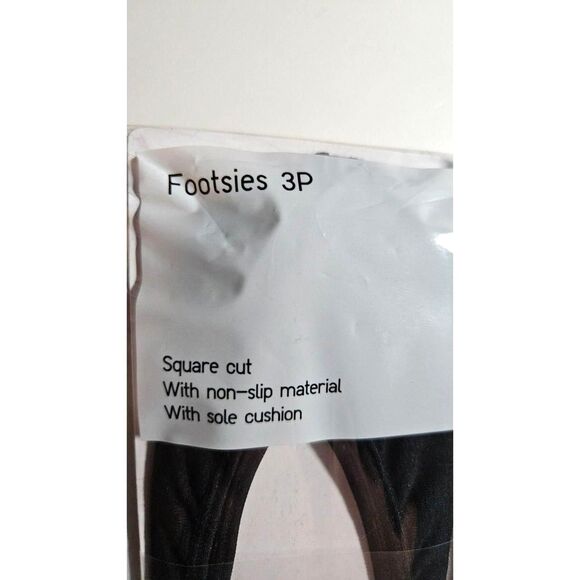 Footsies 3P
Square cut
With non-slip material
With sole cushion